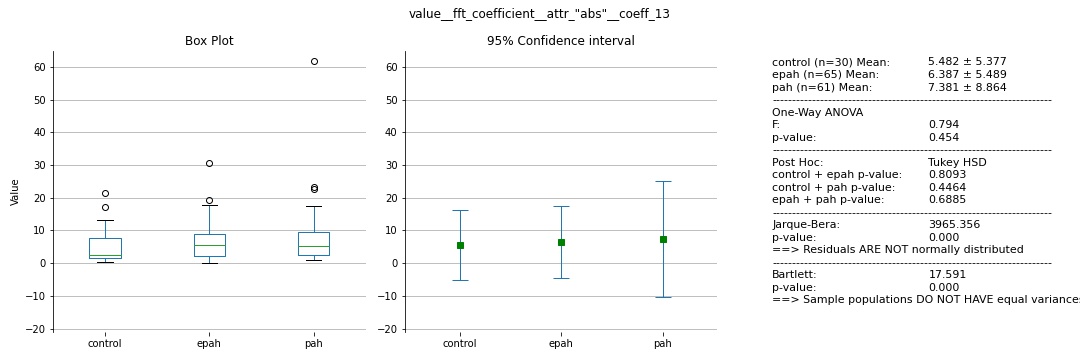 value__fft_coefficient__attr_"abs"__coeff_13
Box Plot
Value
60
50
40
30
20
10
0
−10
−20
control
epah
pah
95% Confidence interval
60
50
40
30
20
10
0
−10
−20
control
epah
pah
control (n=30) Mean: 5.482 ± 5.377
epah (n=65) Mean: 6.387 ± 5.489
pah (n=61) Mean: 7.381 ± 8.864
One-Way ANOVA
F: 0.794
p-value: 0.454
Post Hoc: Tukey HSD
control + epah p-value: 0.8093
control + pah p-value: 0.4464
epah + pah p-value: 0.6885
Jarque-Bera: 3965.356
p-value: 0.000
==> Residuals ARE NOT normally distributed
Bartlett: 17.591
p-value: 0.000
==> Sample populations DO NOT HAVE equal variances